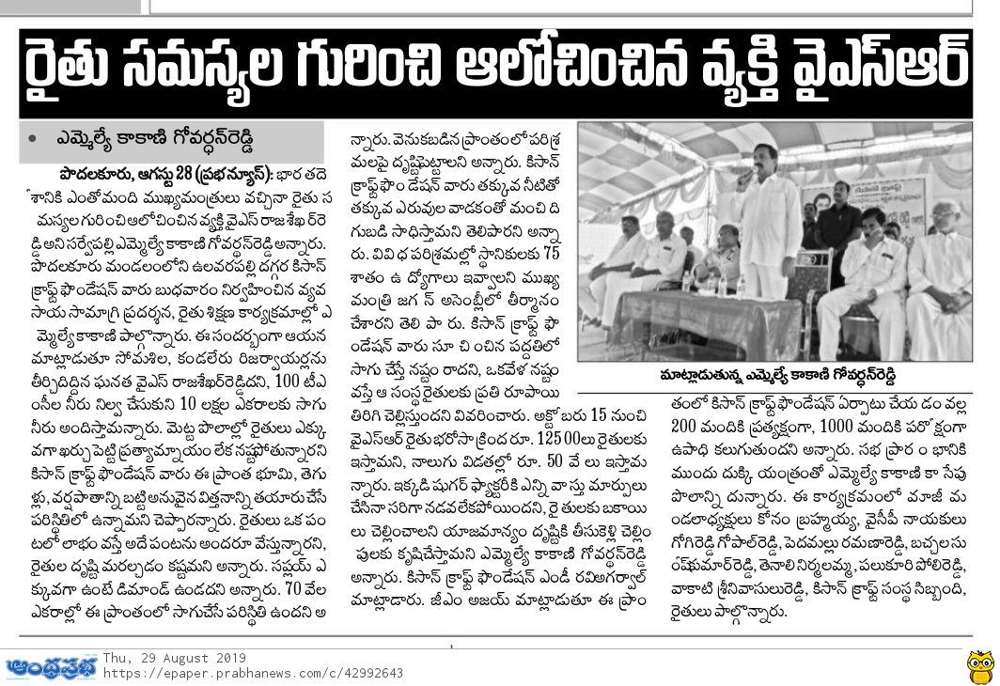 రైతు సమస్యల గురించి ఆలోచించిన వ్యక్తి వైఎస్ఆర్
• ఎమ్మెల్యే కాకాణి గోవర్ధన్‌రెడ్డి
పొదలకూరు, ఆగస్టు 28 (ప్రభన్యూస్): భార తదే
శానికి ఎంతోమంది ముఖ్యమంత్రులు వచ్చినా రైతు స
మస్యల గురించి ఆలోచించిన వ్యక్తి వైఎస్ రాజశేఖ ర్‌రె
డ్డి అని సర్వేపల్లి ఎమ్మెల్యే కాకాణి గోవర్ధన్‌రెడ్డి అన్నారు.
పొదలకూరు మండలంలోని ఉలవరపల్లి దగ్గర కిసాన్
క్రాఫ్ట్ ఫౌండేషన్ వారు బుధవారం నిర్వహించిన వ్యవ
సాయ సామాగ్రి ప్రదర్శన, రైతు శిక్షణ కార్యక్రమాల్లో ఎ
మ్మెల్యే కాకాణి పాల్గొన్నారు. ఈ సందర్భంగా ఆయన
మాట్లాడుతూ సోమశిల, కండలేరు రిజర్వాయర్లను
తీర్చిదిద్దిన ఘనత వైఎస్ రాజశేఖర్‌రెడ్డిదని, 100 టీఎ
ంసీల నీరు నిల్వ చేసుకుని 10 లక్షల ఎకరాలకు సాగు
నీరు అందిస్తామన్నారు. మెట్ట పొలాల్లో రైతులు ఎక్కు
వగా ఖర్చు పెట్టి ప్రత్యామ్నాయం లేక నష్టపోతున్నారని
కిసాన్ క్రాఫ్ట్ ఫౌండేషన్ వారు ఈ ప్రాంత భూమి, తెగు
ళ్లు, వర్షపాతాన్ని బట్టి అనువైన విత్తనాన్ని తయారు చేసే
పరిస్థితిలో ఉన్నామని చెప్పారన్నారు. రైతులు ఒక పం
టలో లాభం వస్తే అదే పంటను అందరూ వేస్తున్నారని,
రైతుల దృష్టి మరల్చడం కష్టమని అన్నారు. సప్లయ్ ఎ
క్కువగా ఉంటే డిమాండ్ ఉండదని అన్నారు. 70 వేల
ఎకరాల్లో ఈ ప్రాంతంలో సాగుచేసే పరిస్థితి ఉందని అ
న్నారు. వెనుకబడిన ప్రాంతంలో పరిశ్ర
మలపై దృష్టిపెట్టాలని అన్నారు. కిసాన్
క్రాఫ్ట్ ఫౌం డేషన్ వారు తక్కువ నీటితో
తక్కువ ఎరువుల వాడకంతో మంచి ది
గుబడి సాధిస్తామని తెలిపారని అన్నా
రు. వివి ధ పరిశ్రమల్లో స్థానికులకు 75
శాతం ఉ ద్యోగాలు ఇవ్వాలని ముఖ్య
మంత్రి జగ న్ అసెంబ్లీలో తీర్మానం
చేశారని తెలి పా రు. కిసాన్ క్రాఫ్ట్ ఫౌ
ండేషన్ వారు సూ చి ంచిన పద్ధతిలో
సాగు చేస్తే నష్టం రాదని, ఒకవేళ నష్టం
వస్తే ఆ సంస్థ రైతులకు ప్రతి రూపాయి
తిరిగి చెల్లిస్తుందని వివరించారు. అక్టోబరు 15 నుంచి
వైఎస్ఆర్ రైతు భరోసా క్రింద రూ. 12500లు రైతులకు
ఇస్తామని, నాలుగు విడతల్లో రూ. 50 వే లు ఇస్తామ
న్నారు. ఇక్కడి షుగర్ ఫ్యాక్టరీకి ఎన్ని వా స్తు మార్పులు
చేసినా సరిగా నడవలేకపోయిందని, రై తులకు బకాయి
లు చెల్లించాలని యాజమాన్యం దృష్టికి తీసుకెళ్లి చెల్లిం
పులకు కృషిచేస్తామని ఎమ్మెల్యే కాకాణి గోవర్ధన్‌రెడ్డి
అన్నారు. కిసాన్ క్రాఫ్ట్ ఫౌండేషన్ ఎండీ రవిఅగర్వాల్
మాట్లాడారు. జీఎం అజయ్ మాట్లాడుతూ ఈ ప్రాం
మాట్లాడుతున్న ఎమ్మెల్యే కాకాణి గోవర్ధన్‌రెడ్డి
తంలో కిసాన్ క్రాఫ్ట్ ఫౌండేషన్ ఏర్పాటు చేయ డం వల్ల
200 మందికి ప్రత్యక్షంగా, 1000 మందికి పరో క్షంగా
ఉపాధి కలుగుతుందని అన్నారు. సభ ప్రార ం భానికి
ముందు దుక్కి యంత్రంతో ఎమ్మెల్యే కాకాణి కా సేపు
పొలాన్ని దున్నారు. ఈ కార్యక్రమంలో మాజీ మ
ండలాధ్యక్షులు కోనం బ్రహ్మయ్య, వైసీపీ నాయకులు
గోగిరెడ్డి గోపాల్‌రెడ్డి, పెదమల్లు రమణారెడ్డి, బచ్చల సు
రేష్‌కుమార్‌రెడ్డి, తెనాలి నిర్మలమ్మ, పలుకూరి పోలిరెడ్డి,
వాకాటి శ్రీనివాసులురెడ్డి, కిసాన్ క్రాఫ్ట్ సంస్థ సిబ్బంది,
రైతులు పాల్గొన్నారు.
ఆంధ్రప్రభ
Thu, 29 August 2019
https://epaper.prabhanews.com/c/42992643